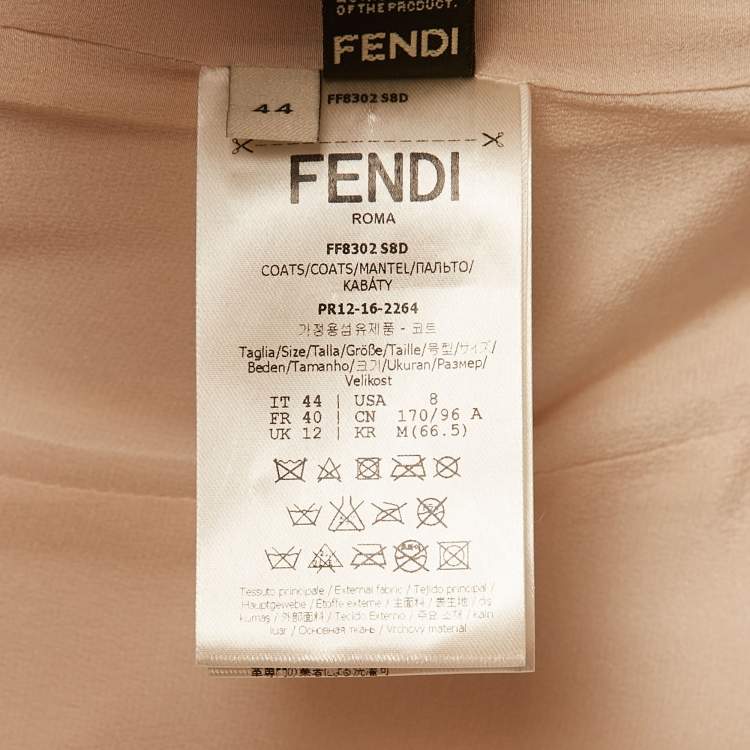 OF THE PRODUCT.
FENDI
44
FF8302 S8D
FENDI
ROMA
FF8302 S8D
COATS/COATS/MANTEL/ПАЛЬТО/
KABÁTY
PR12-16-2264
가정용섬유제품 - 코트
Taglia/Size/Talla/Größe/Taille/号型/サイズ/
Beden/Tamanho/크기/Ukuran/Размер/
Velikost
IT 44 | USA 8
FR 40 | CN 170/96 A
UK 12 | KR M(66.5)
Tessuto principale / External fabric / Tejido principal /
Hauptgewebe / Étoffe externe / 主面料 / 表生地 / dış
kumaş / 外部面料 / Tecido Externo / 주요 소재 / kain
luar / Основная ткань / Vrchový materiál